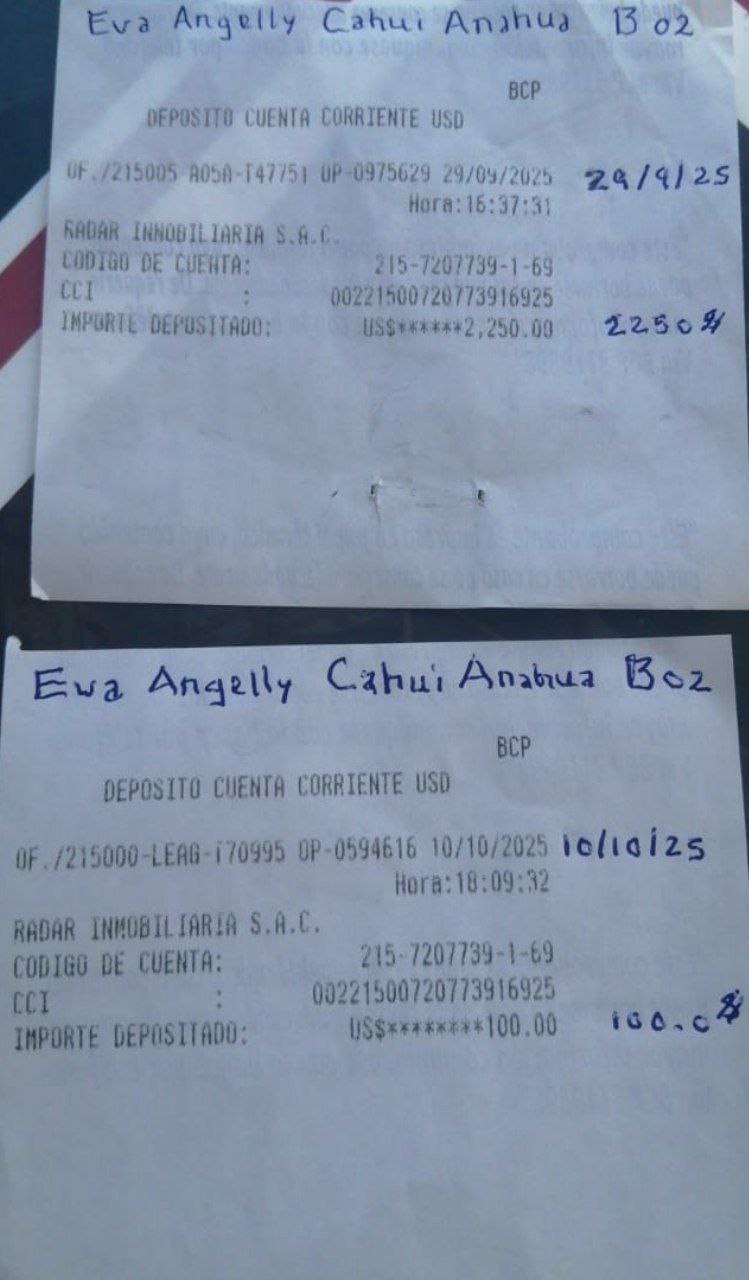 Eva Angelly Cahui Anahua B02
BCP
DEPOSITO CUENTA CORRIENTE USD
OF./215005 A05A-T47751 OP-0975629 29/09/2025 29/9/25
Hora:16:37:31
RADAR INMOBILIARIA S.A.C.
CODIGO DE CUENTA: 215-7207739-1-69
CCI : 00221500720773916925
IMPORTE DEPOSITADO: US$******2,250.00 2250$
Eva Angelly Cahui Anahua B02
BCP
DEPOSITO CUENTA CORRIENTE USD
OF./215000-LEAG-i70995 OP-0594616 10/10/2025 10/10/25
Hora:18:09:32
RADAR INMOBILIARIA S.A.C.
CODIGO DE CUENTA: 215-7207739-1-69
CCI : 00221500720773916925
IMPORTE DEPOSITADO: US$********100.00 100.0$